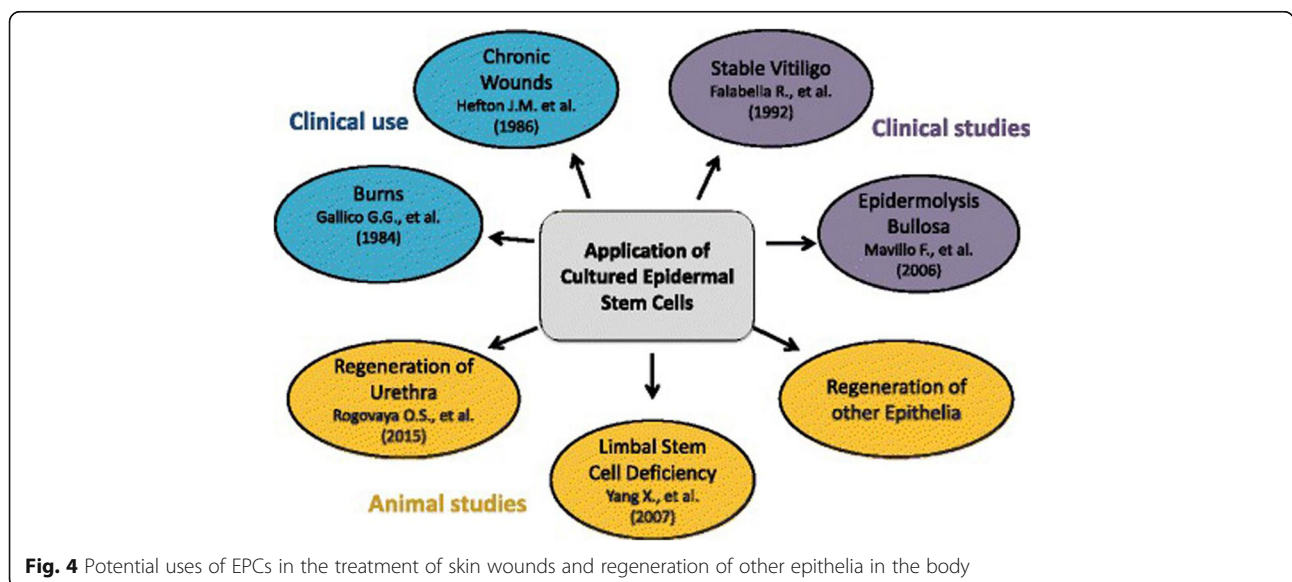 Chronic
Wounds
Hefton J.M. et al.
(1986)
Stable Vitiligo
Falabella R., et al.
(1992)
Clinical use
Clinical studies
Burns
Gallico G.G., et al.
(1984)
Epidermolysis
Bullosa
Mavillo F., et al.
(2006)
Application of
Cultured Epidermal
Stem Cells
Regeneration of
Urethra
Rogovaya O.S., et al.
(2015)
Regeneration of
other Epithelia
Limbal Stem
Cell Deficiency
Yang X., et al.
(2007)
Animal studies
Fig. 4 Potential uses of EPCs in the treatment of skin wounds and regeneration of other epithelia in the body